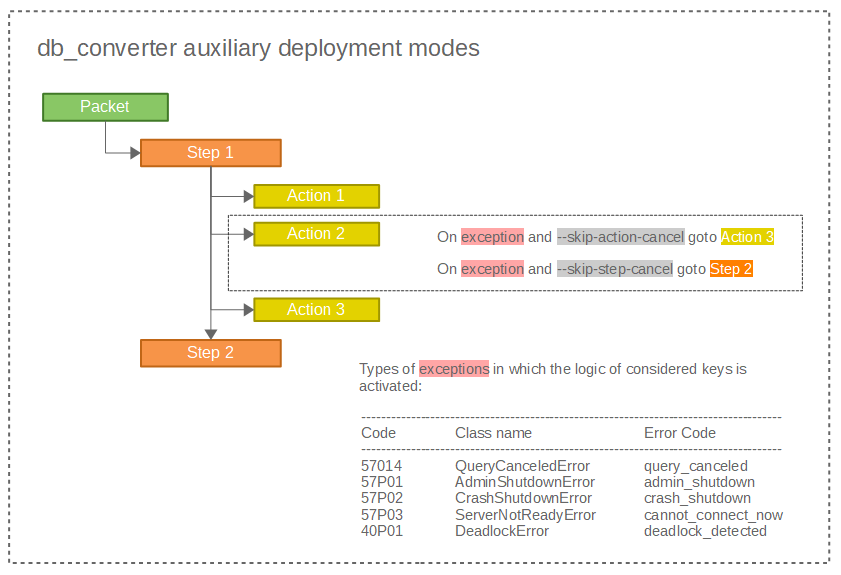 db_converter auxiliary deployment modes
Packet
Step 1
Action 1
Action 2
On exception and --skip-action-cancel goto Action 3
On exception and --skip-step-cancel goto Step 2
Action 3
Step 2
Types of exceptions in which the logic of considered keys is
activated:
Code Class name Error Code
57014 QueryCanceledError query_canceled
57P01 AdminShutdownError admin_shutdown
57P02 CrashShutdownError crash_shutdown
57P03 ServerNotReadyError cannot_connect_now
40P01 DeadlockError deadlock_detected